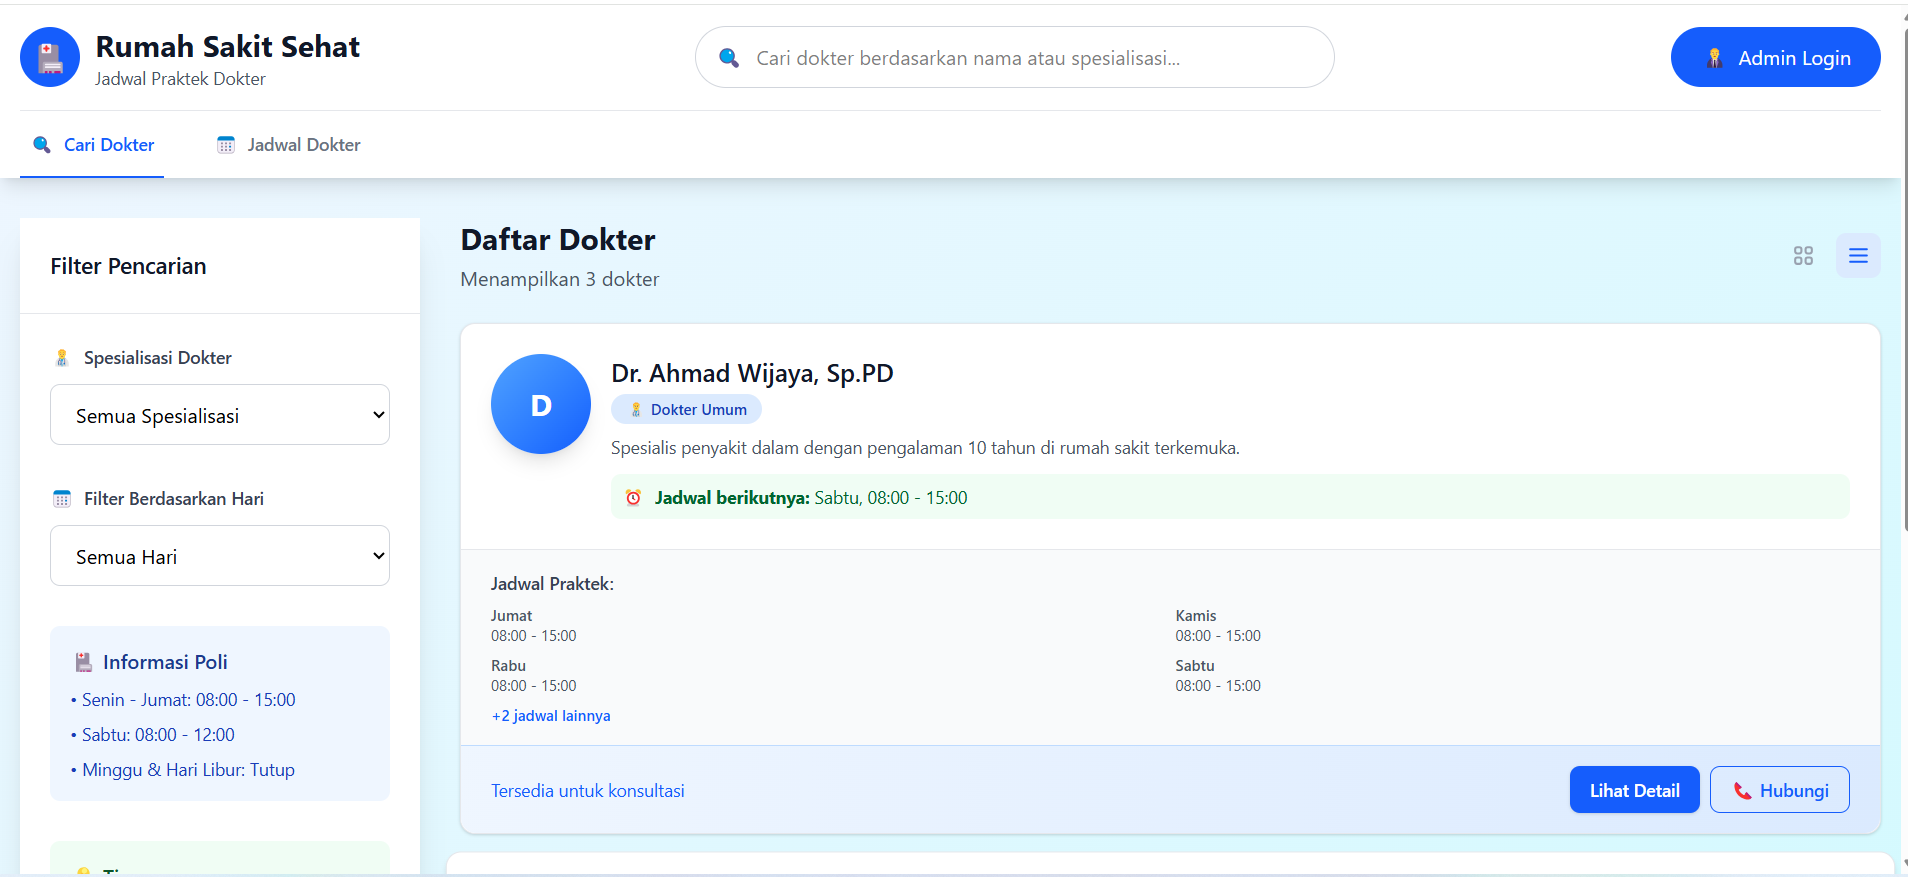 Rumah Sakit Sehat
Jadwal Praktek Dokter
Cari dokter berdasarkan nama atau spesialisasi...
Admin Login
Cari Dokter
Jadwal Dokter
Filter Pencarian
Spesialisasi Dokter
Semua Spesialisasi
Filter Berdasarkan Hari
Semua Hari
Informasi Poli
• Senin - Jumat: 08:00 - 15:00
• Sabtu: 08:00 - 12:00
• Minggu & Hari Libur: Tutup
Daftar Dokter
Menampilkan 3 dokter
D
Dr. Ahmad Wijaya, Sp.PD
Dokter Umum
Spesialis penyakit dalam dengan pengalaman 10 tahun di rumah sakit terkemuka.
Jadwal berikutnya: Sabtu, 08:00 - 15:00
Jadwal Praktek:
Jumat
08:00 - 15:00
Kamis
08:00 - 15:00
Rabu
08:00 - 15:00
Sabtu
08:00 - 15:00
+2 jadwal lainnya
Tersedia untuk konsultasi
Lihat Detail
Hubungi